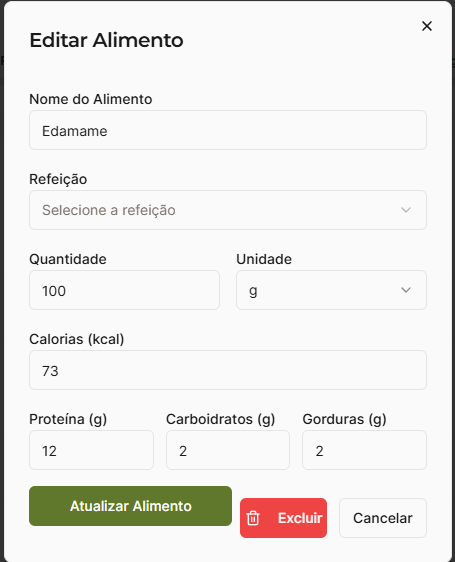 Editar Alimento
Nome do Alimento
Edamame
Refeição
Selecione a refeição
Quantidade
Unidade
100
g
Calorias (kcal)
73
Proteína (g)
Carboidratos (g)
Gorduras (g)
12
2
2
Atualizar Alimento
Excluir
Cancelar